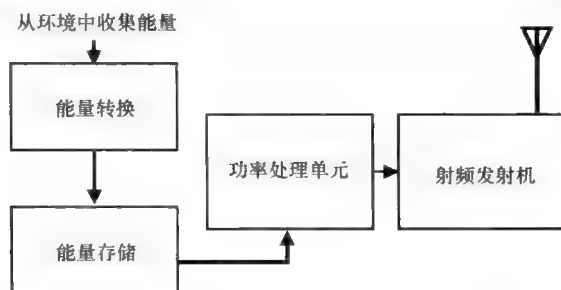 从环境中收集能量
能量转换
功率处理单元
射频发射机
能量存储